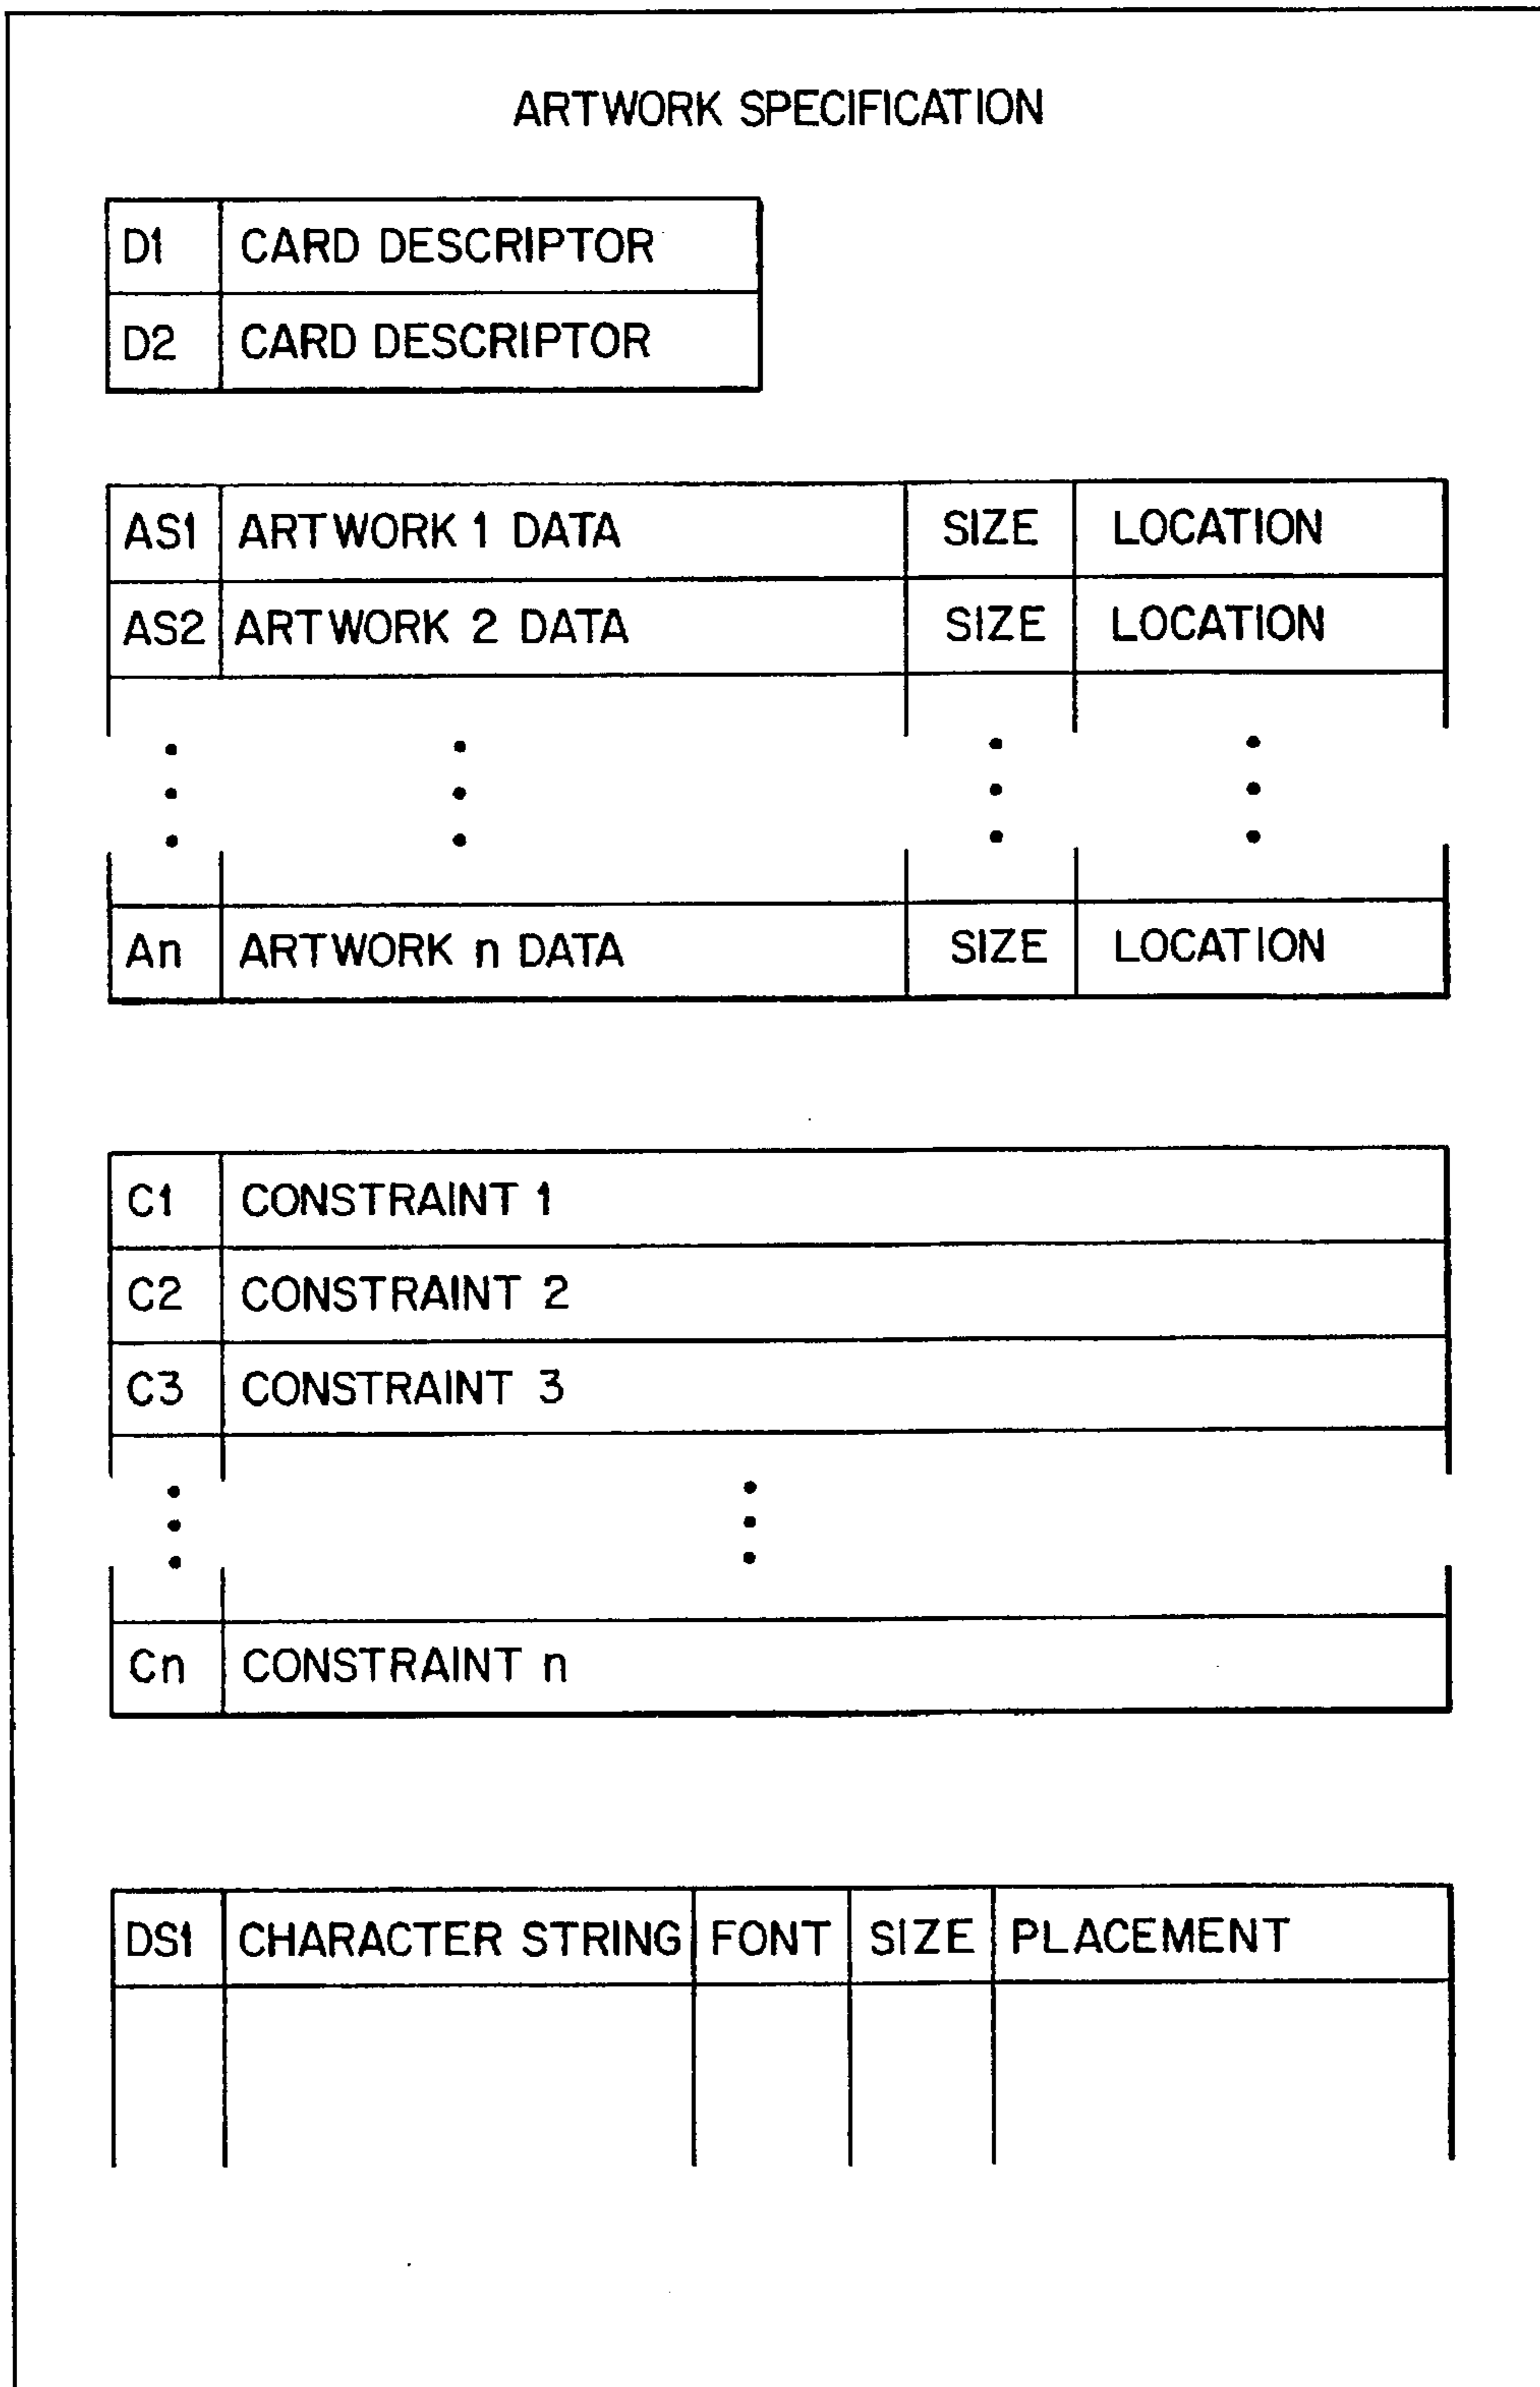 ARTWORK SPECIFICATION
D1 CARD DESCRIPTOR
D2 CARD DESCRIPTOR
AS1 ARTWORK 1 DATA SIZE LOCATION
AS2 ARTWORK 2 DATA SIZE LOCATION
An ARTWORK n DATA SIZE LOCATION
C1 CONSTRAINT 1
C2 CONSTRAINT 2
C3 CONSTRAINT 3
Cn CONSTRAINT n
DS1 CHARACTER STRING FONT SIZE PLACEMENT